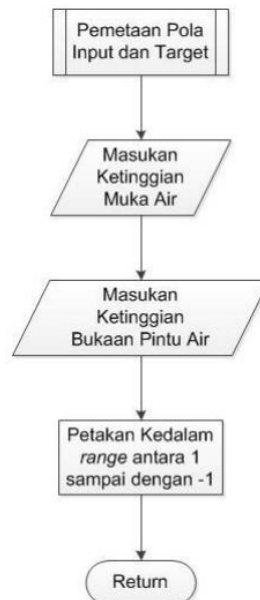 Pemetaan Pola
Input dan Target
Masukan
Ketinggian
Muka Air
Masukan
Ketinggian
Bukaan Pintu Air
Petakan Kedalam
range antara 1
sampai dengan -1
Return